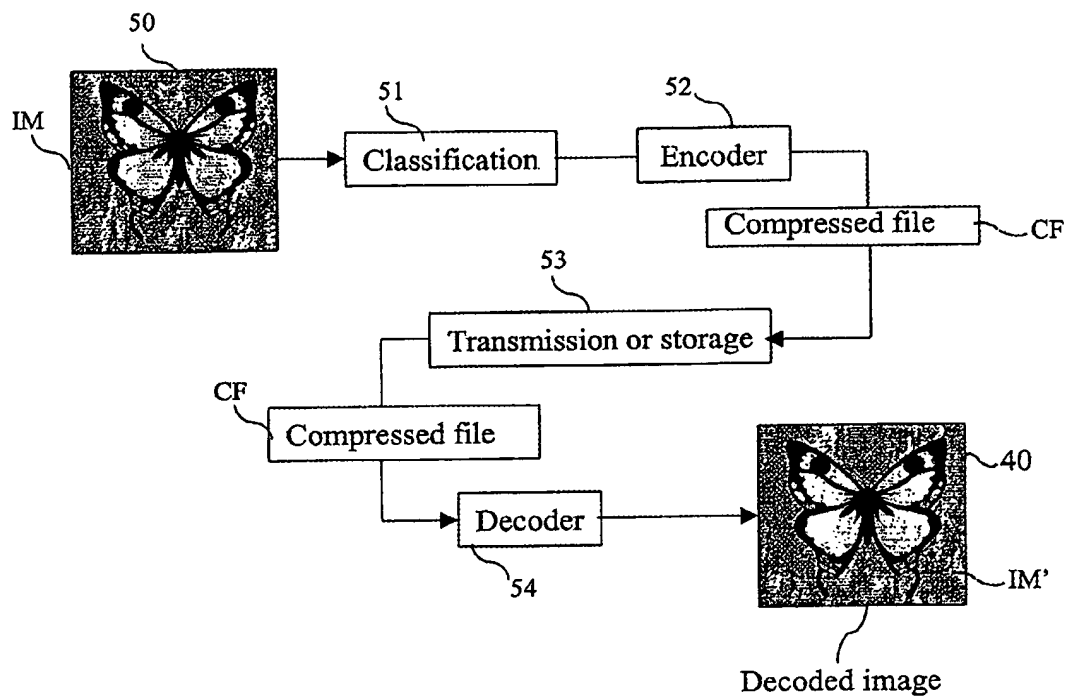 50
IM
51
Classification
52
Encoder
Compressed file
CF
53
Transmission or storage
CF
Compressed file
40
Decoder
54
IM'
Decoded image